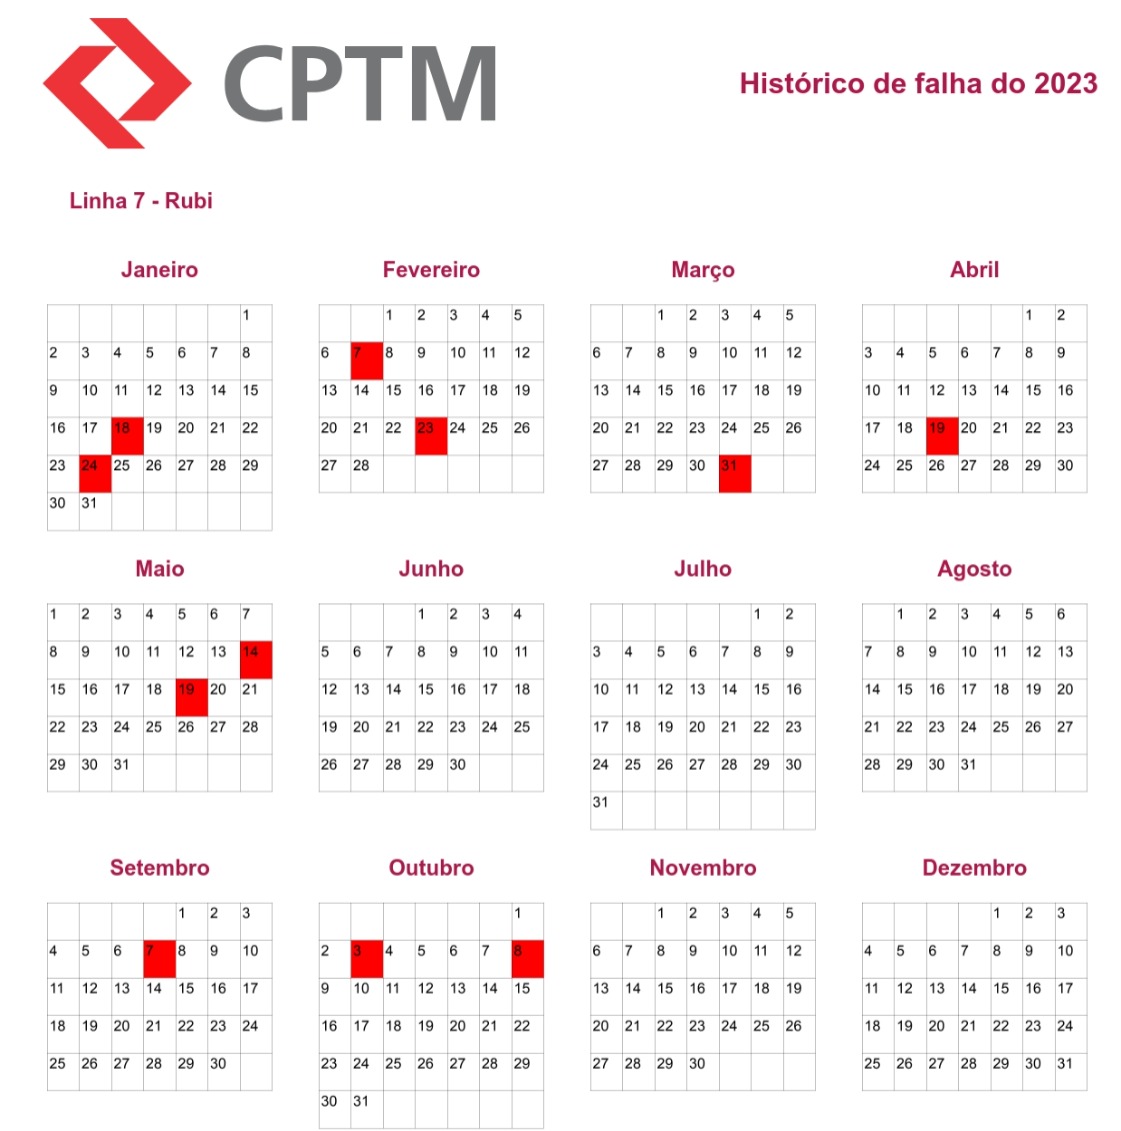 CPTM
Histórico de falha do 2023
Linha 7 - Rubi
Janeiro Fevereiro Março Abril
1 1 2 3 4 5 1 2 3 4 5 1 2
2 3 4 5 6 7 8 6 7 8 9 10 11 12 6 7 8 9 10 11 12 3 4 5 6 7 8 9
9 10 11 12 13 14 15 13 14 15 16 17 18 19 13 14 15 16 17 18 19 10 11 12 13 14 15 16
16 17 18 19 20 21 22 20 21 22 23 24 25 26 20 21 22 23 24 25 26 17 18 19 20 21 22 23
23 24 25 26 27 28 29 27 28 27 28 29 30 31 24 25 26 27 28 29 30
30 31
Maio Junho Julho Agosto
1 2 3 4 5 6 7 1 2 3 4 1 2 1 2 3 4 5 6
8 9 10 11 12 13 14 5 6 7 8 9 10 11 3 4 5 6 7 8 9 7 8 9 10 11 12 13
15 16 17 18 19 20 21 12 13 14 15 16 17 18 10 11 12 13 14 15 16 14 15 16 17 18 19 20
22 23 24 25 26 27 28 19 20 21 22 23 24 25 17 18 19 20 21 22 23 21 22 23 24 25 26 27
29 30 31 26 27 28 29 30 24 25 26 27 28 29 30 28 29 30 31
31
Setembro Outubro Novembro Dezembro
1 2 3 1 1 2 3 4 5 1 2 3
4 5 6 7 8 9 10 2 3 4 5 6 7 8 6 7 8 9 10 11 12 4 5 6 7 8 9 10
11 12 13 14 15 16 17 9 10 11 12 13 14 15 13 14 15 16 17 18 19 11 12 13 14 15 16 17
18 19 20 21 22 23 24 16 17 18 19 20 21 22 20 21 22 23 24 25 26 18 19 20 21 22 23 24
25 26 27 28 29 30 23 24 25 26 27 28 29 27 28 29 30 25 26 27 28 29 30 31
30 31